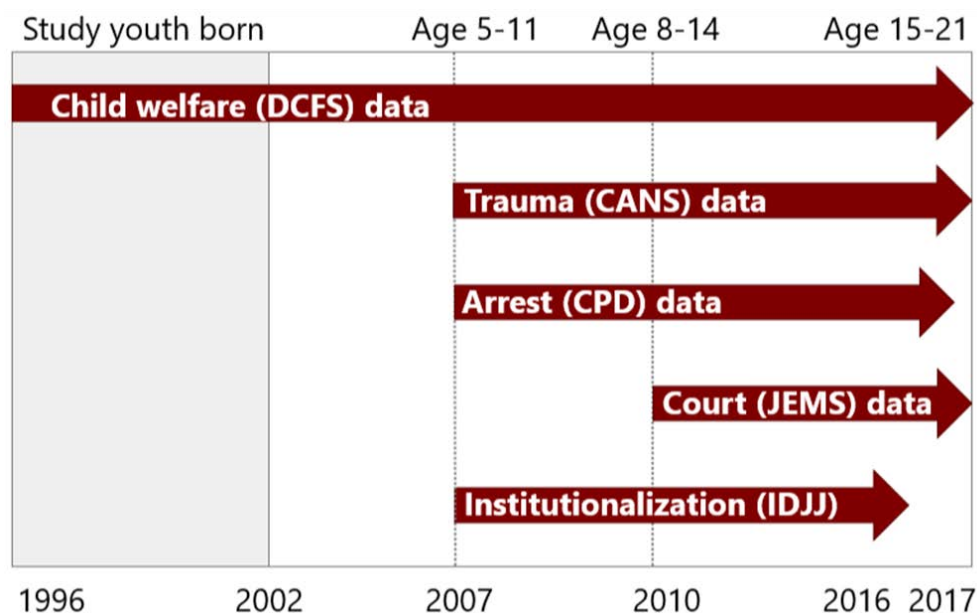 Study youth born Age 5-11 Age 8-14 Age 15-21
Child welfare (DCFS) data
Trauma (CANS) data
Arrest (CPD) data
Court (JEMS) data
Institutionalization (IDJJ)
1996 2002 2007 2010 2016 2017